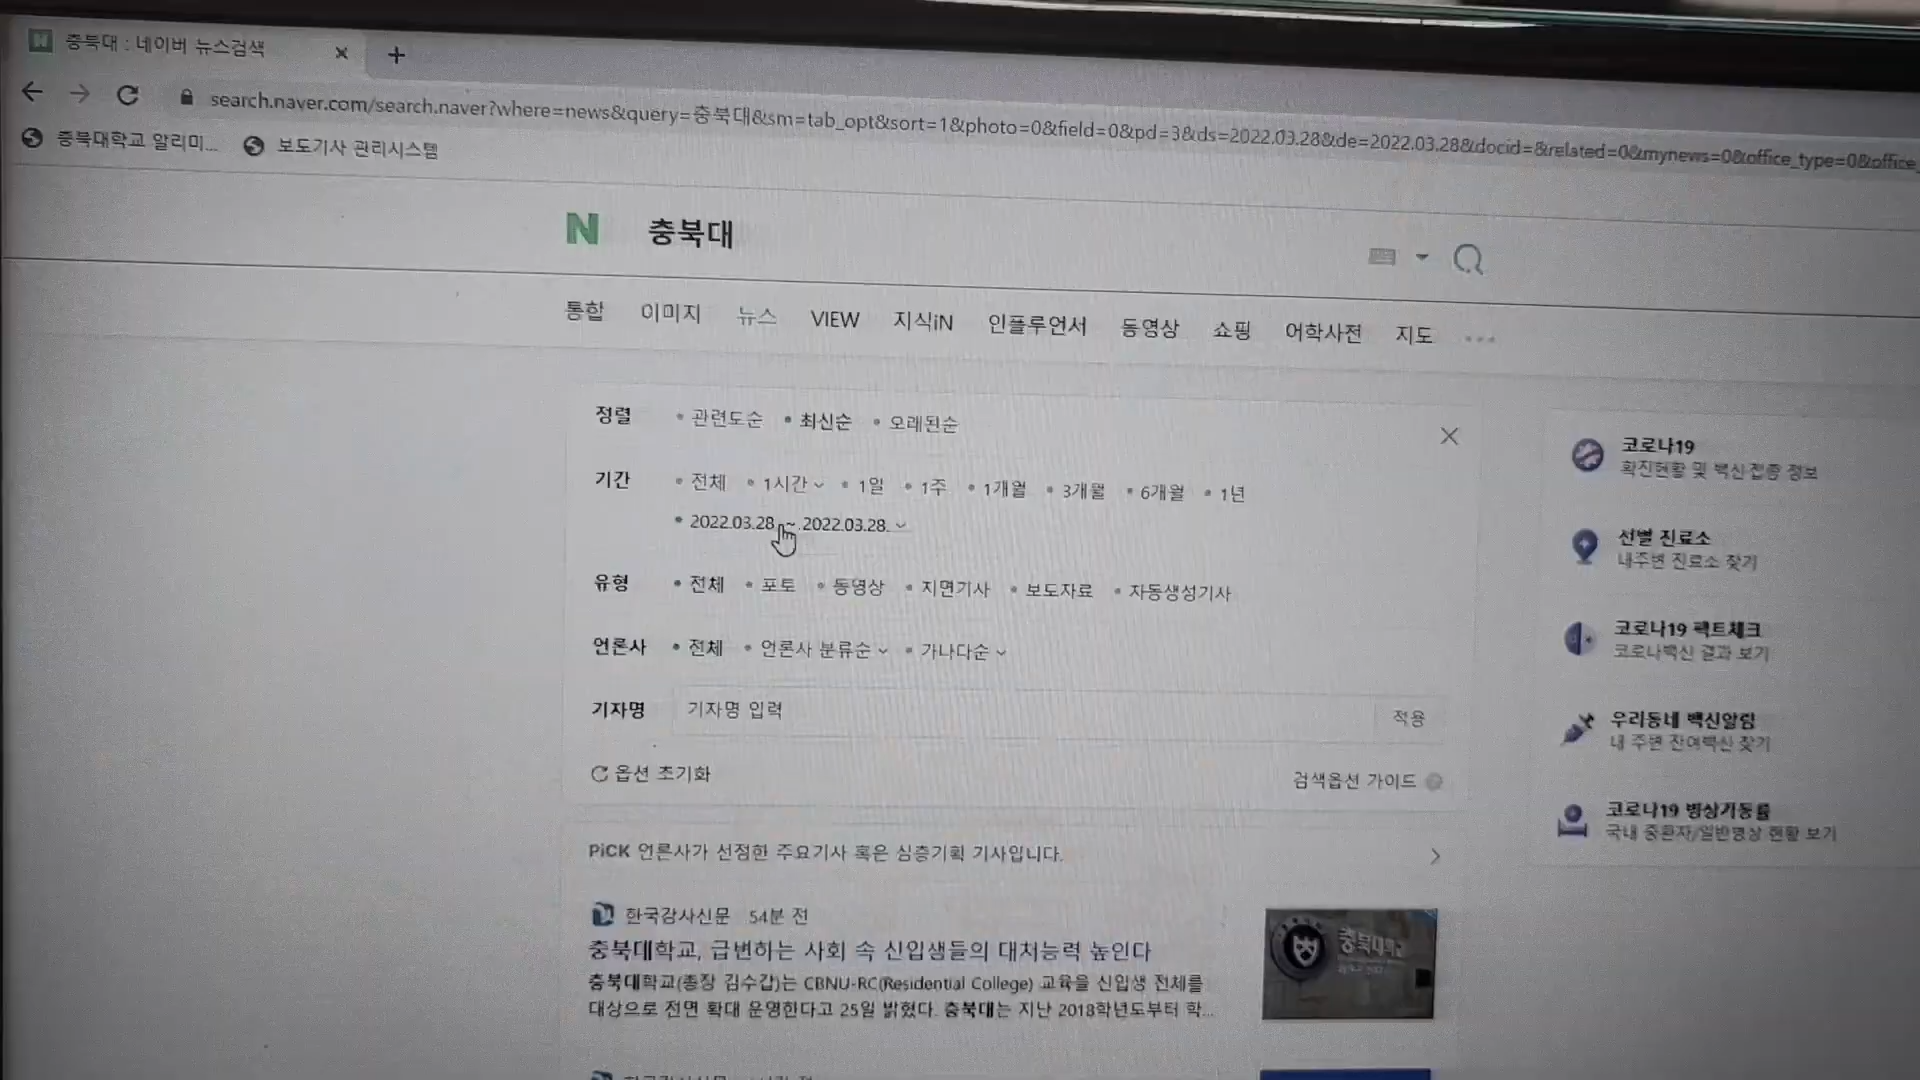 충북대 : 네이버 뉴스검색
search.naver.com/search.naver?where=news&query=충북대&sm=tab_opt&sort=1&photo=0&field=0&pd=3&ds=2022.03.28&de=2022.03.28&docid=&related=0&mynews=0&office_type=0&office_
충북대학교 알리미... 보도기사 관리시스템
N 충북대
통합 이미지 뉴스 VIEW 지식iN 인플루언서 동영상 쇼핑 어학사전 지도
정렬 관련도순 최신순 오래된순
기간 전체 1시간 1일 1주 1개월 3개월 6개월 1년
2022.03.28. ~ 2022.03.28.
유형 전체 포토 동영상 지면기사 보도자료 자동생성기사
언론사 전체 언론사 분류순 가나다순
기자명 기자명 입력 적용
옵션 초기화 검색옵션 가이드
PiCK 언론사가 선정한 주요기사 혹은 심층기획 기사입니다.
한국강사신문 54분 전
충북대학교, 급변하는 사회 속 신입생들의 대처능력 높인다
충북대학교(총장 김수갑)는 CBNU-RC(Residential College) 교육을 신입생 전체를
대상으로 전면 확대 운영한다고 25일 밝혔다. 충북대는 지난 2018학년도부터 학...
충북대학교
코로나19
확진현황 및 백신접종 정보
선별 진료소
내주변 진료소 찾기
코로나19 팩트체크
코로나백신 결과 보기
우리동네 백신알림
내 주변 잔여백신 찾기
코로나19 병상가동률
국내 중환자/일반병상 현황 보기